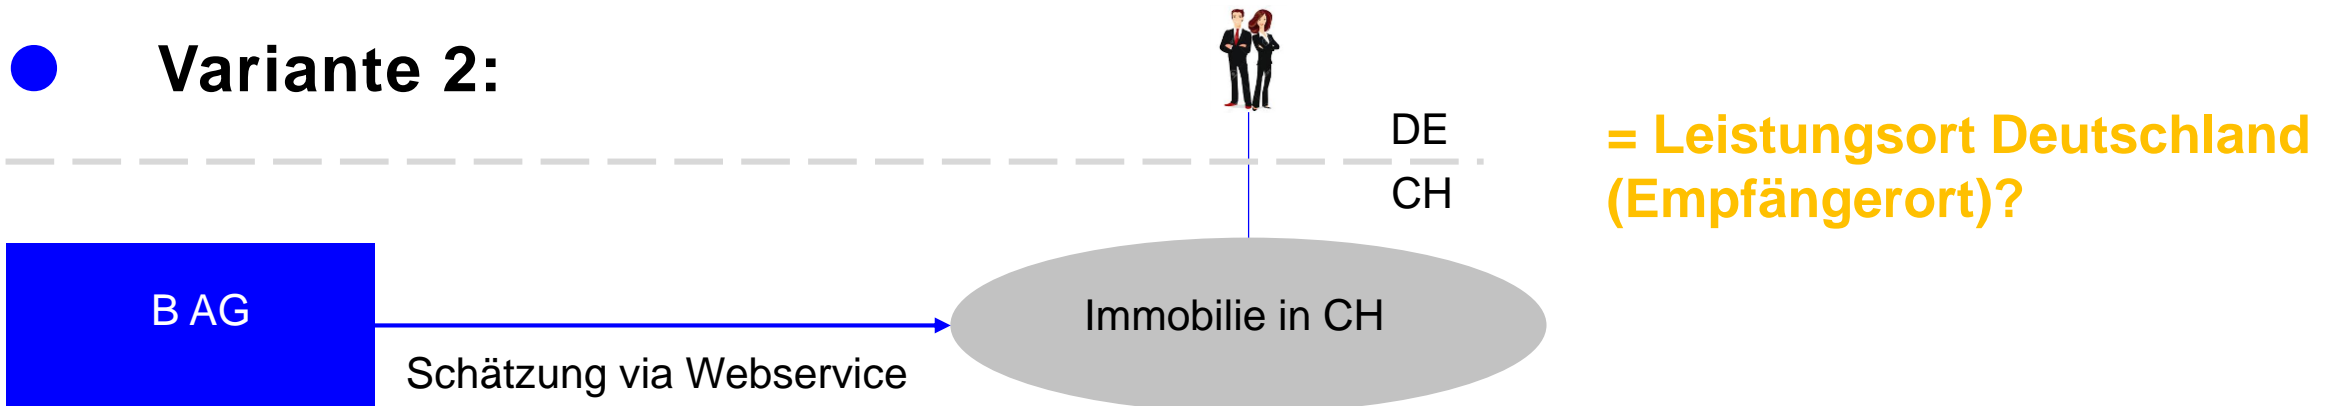 Variante 2:
DE
= Leistungsort Deutschland
CH
(Empfängerort)?
B AG
Immobilie in CH
Schätzung via Webservice